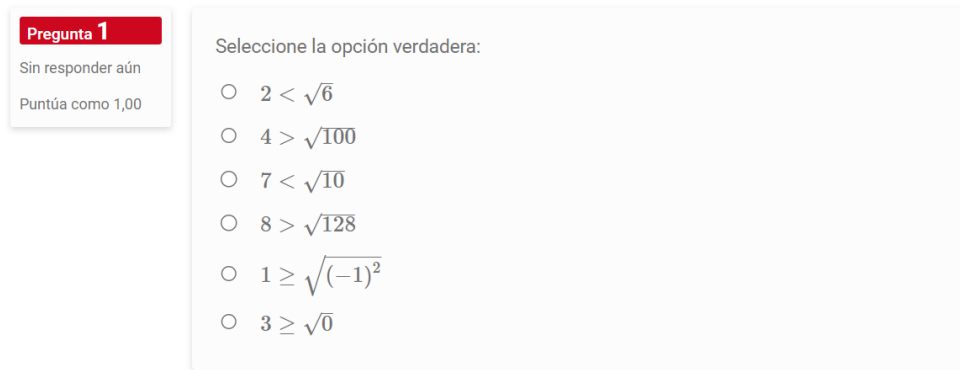 Pregunta 1
Sin responder aún
Puntúa como 1,00
Seleccione la opción verdadera:
2 < √6
4 > √100
7 < √10
8 > √128
1 ≥ √(−1)²
3 ≥ √0